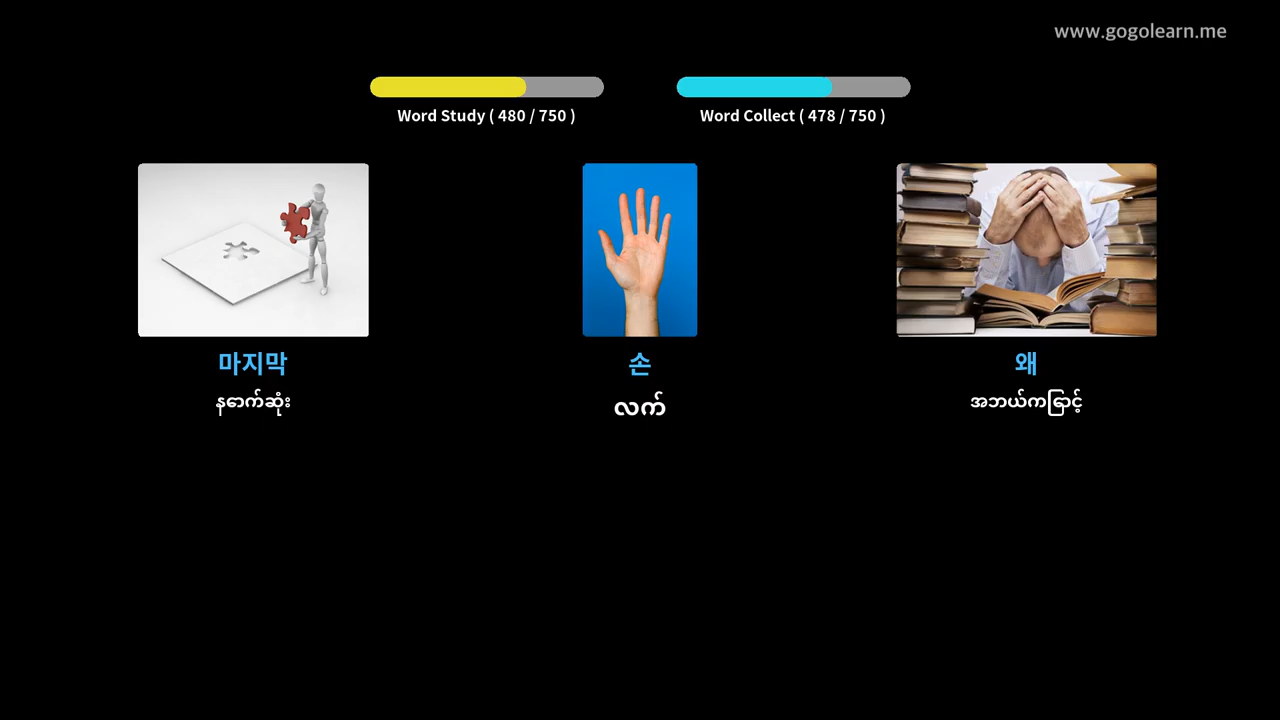 www.gogolearn.me
Word Study ( 480 / 750 )
Word Collect ( 478 / 750 )
마지막
손
왜
နောက်ဆုံး
လက်
အဘယ်ကြောင့်